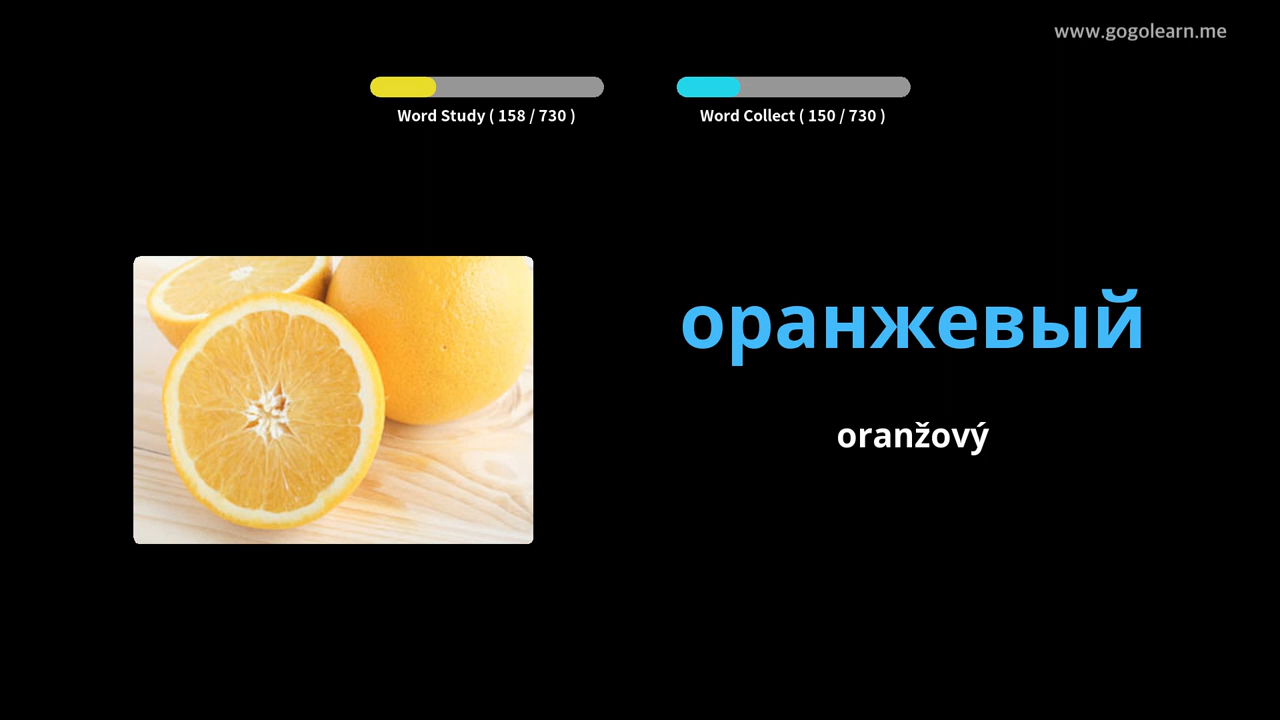 www.gogolearn.me
Word Study ( 158 / 730 )
Word Collect ( 150 / 730 )
оранжевый
oranžový